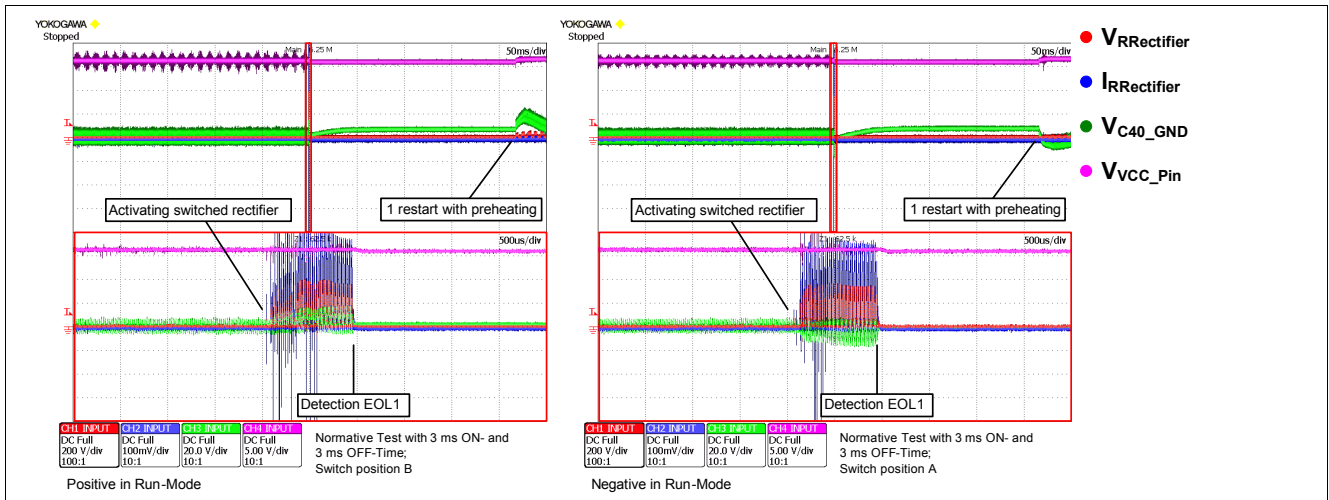 YOKOGAWA
Stopped
50ms/div
Activating switched rectifier
1 restart with preheating
500us/div
Detection EOL1
CH1 INPUT
DC Full
200 V/div
100:1
CH2 INPUT
DC Full
100mV/div
10:1
CH3 INPUT
DC Full
20.0 V/div
10:1
CH4 INPUT
DC Full
5.00 V/div
10:1
Normative Test with 3 ms ON- and
3 ms OFF-Time;
Switch position B
Positive in Run-Mode
YOKOGAWA
Stopped
50ms/div
Activating switched rectifier
1 restart with preheating
500us/div
Detection EOL1
CH1 INPUT
DC Full
200 V/div
100:1
CH2 INPUT
DC Full
100mV/div
10:1
CH3 INPUT
DC Full
20.0 V/div
10:1
CH4 INPUT
DC Full
5.00 V/div
10:1
Normative Test with 3 ms ON- and
3 ms OFF-Time;
Switch position A
Negative in Run-Mode
VRRectifier
IRRectifier
VC40_GND
VVCC_Pin